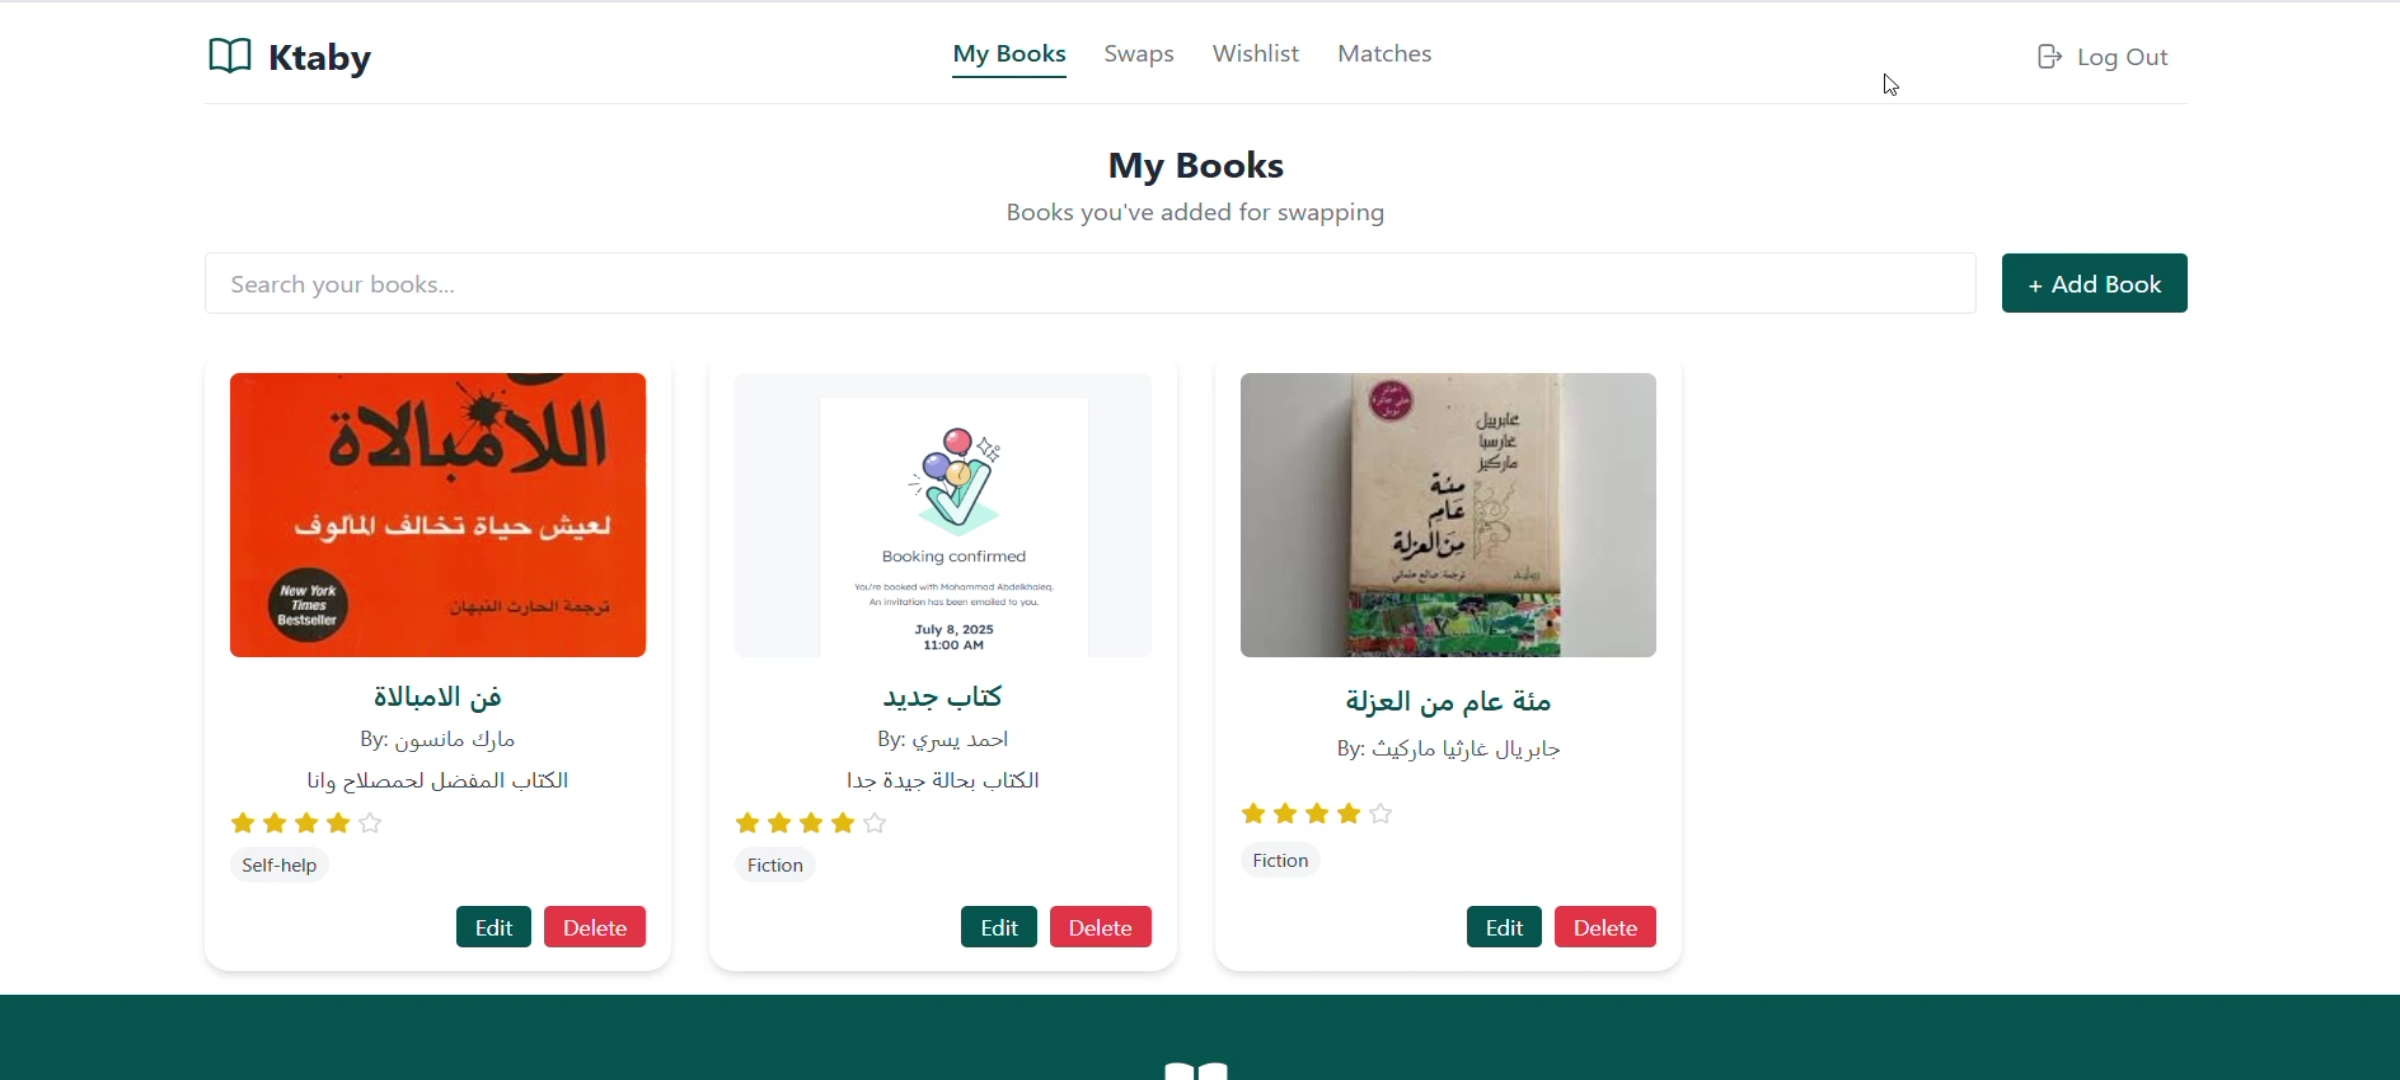 Ktaby
My Books
Swaps
Wishlist
Matches
Log Out
My Books
Books you've added for swapping
Search your books...
+ Add Book
اللامبالاة
لعيش حياة تخالف المألوف
New York
Times
Bestseller
ترجمة الحارث النبهان
فن الامبالاة
By: مارك مانسون
الكتاب المفضل لحمصلاح وانا
Self-help
Edit
Delete
Booking confirmed
You're booked with Mohammad Abdelkhaleq.
An invitation has been emailed to you.
July 8, 2025
11:00 AM
كتاب جديد
By: احمد يسري
الكتاب بحالة جيدة جدا
Fiction
Edit
Delete
غابرييل
غارسيا
ماركيز
مئة
عام
من العزلة
ترجمة: صالح علماني
مئة عام من العزلة
By: جابريال غارثيا ماركيث
Fiction
Edit
Delete